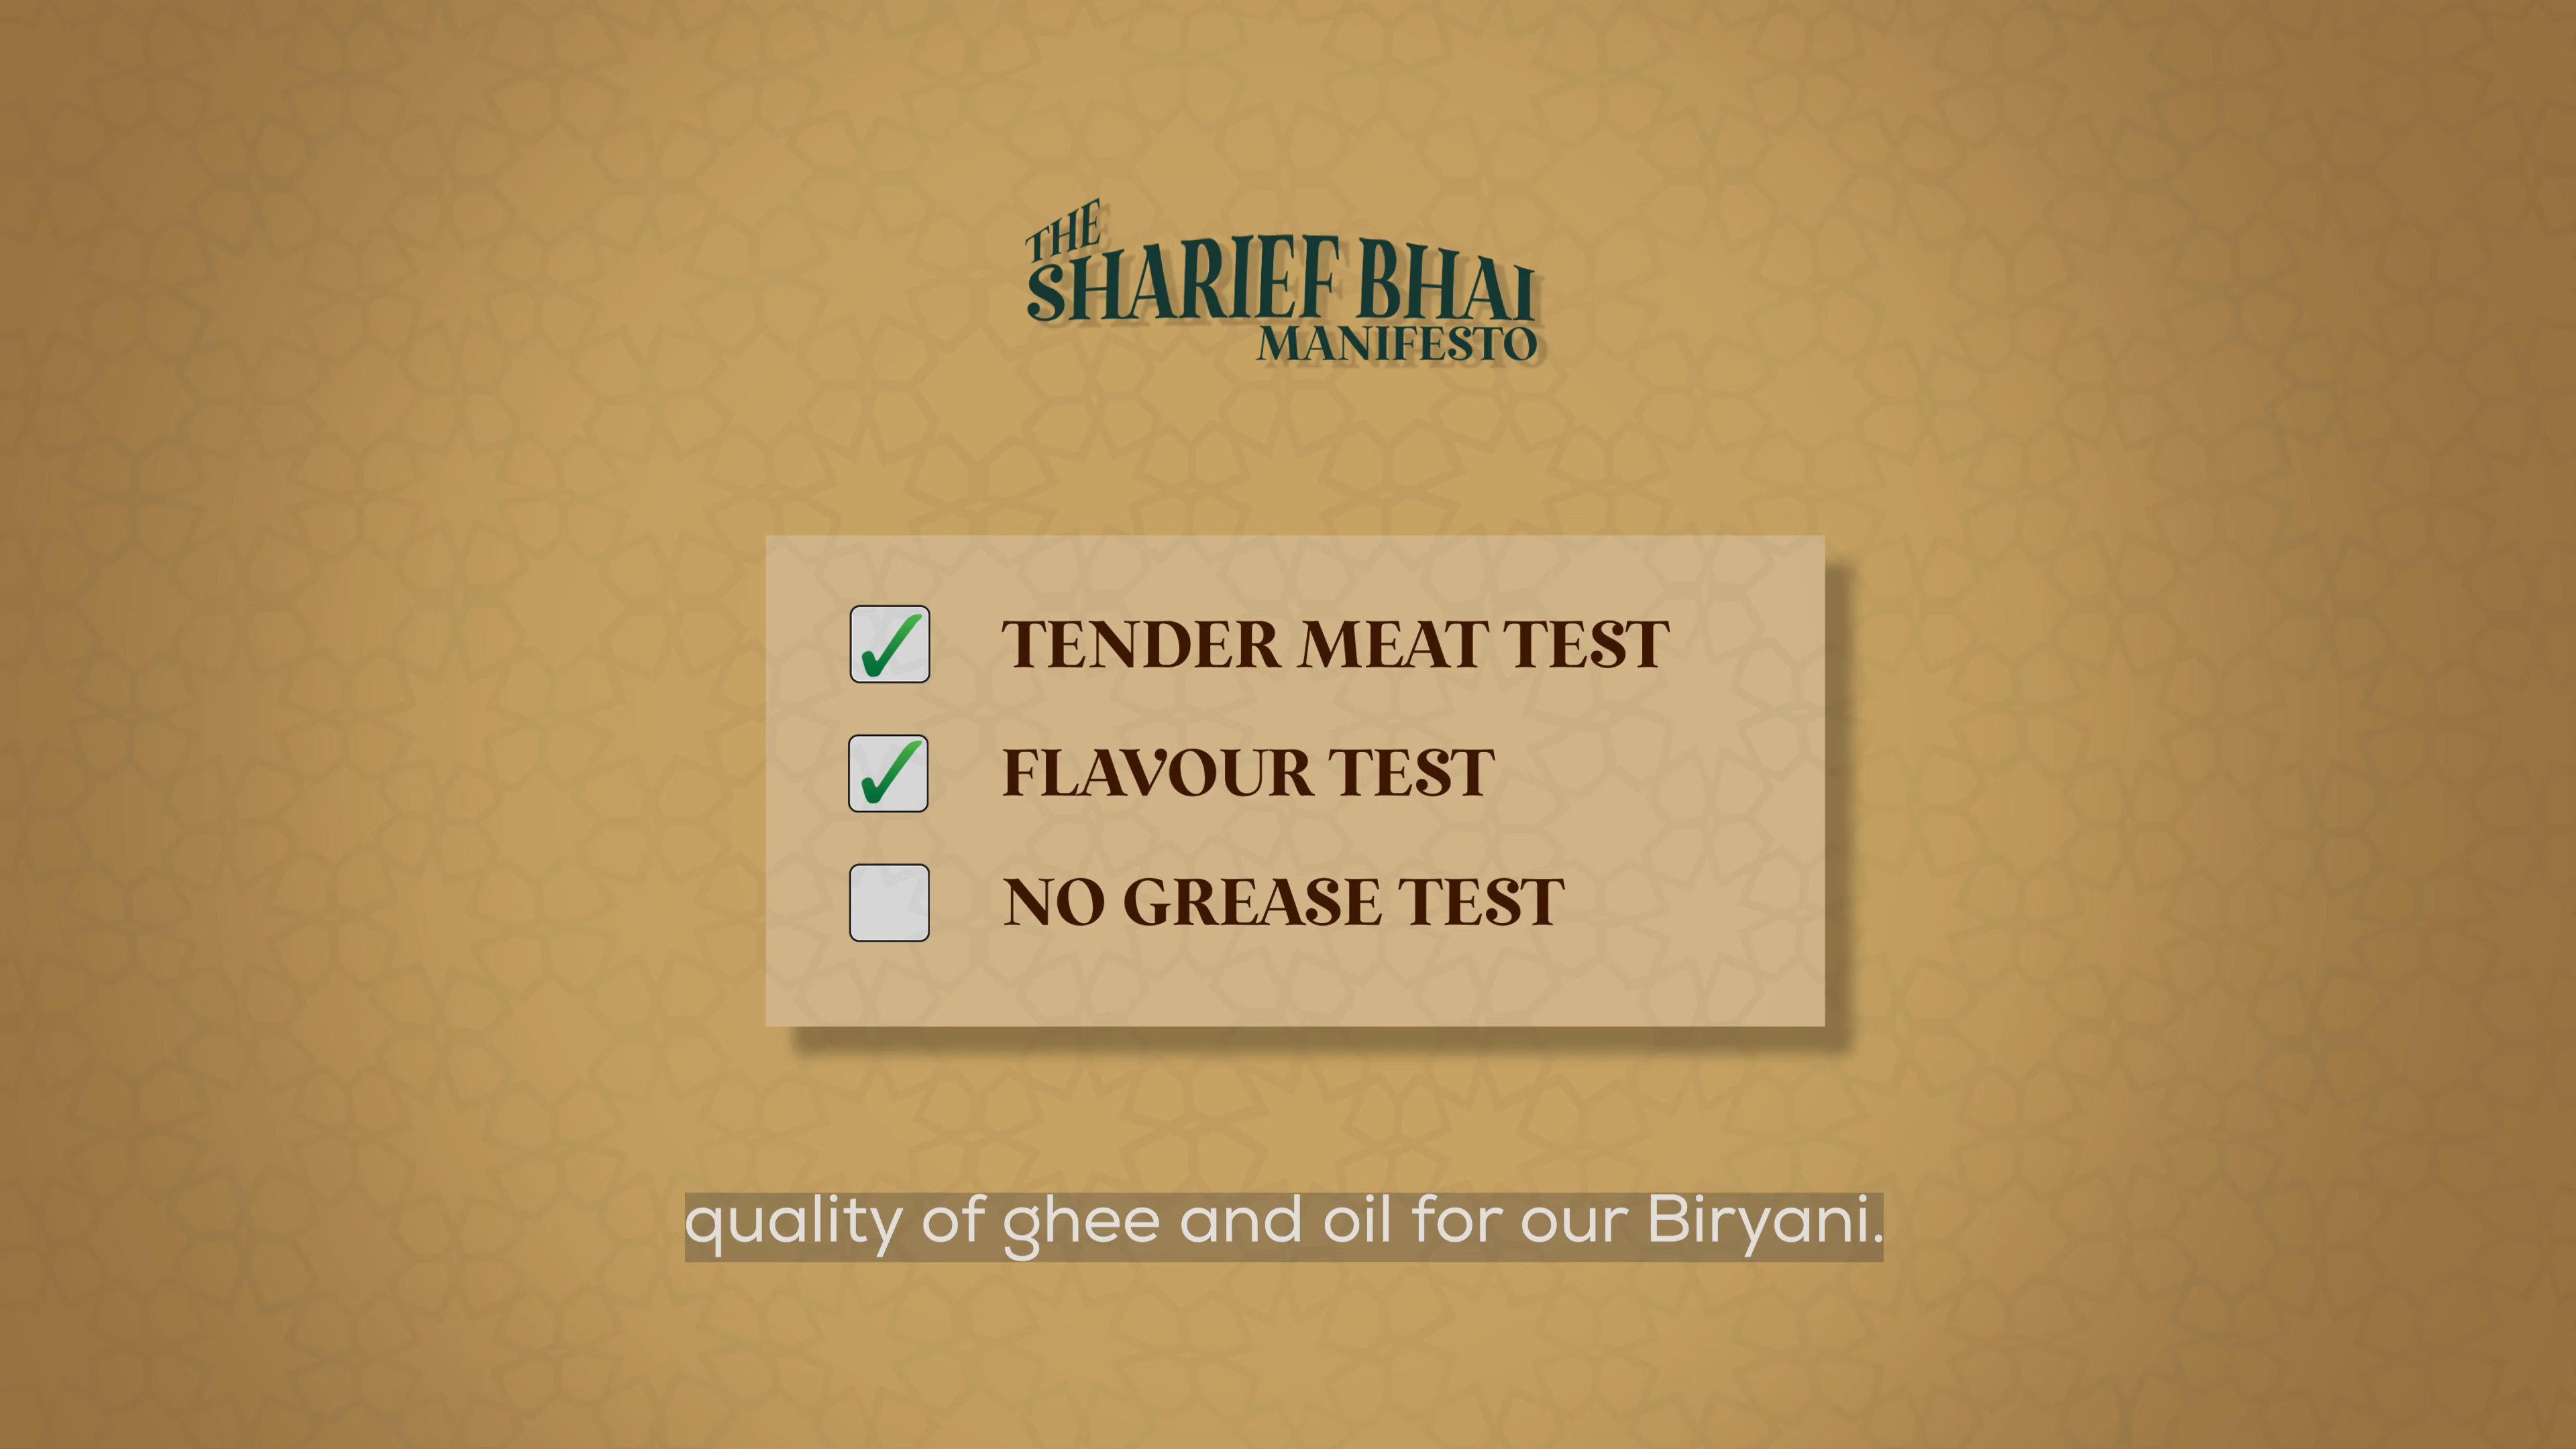 THE
SHARIEF BHAI
MANIFESTO
TENDER MEAT TEST
FLAVOUR TEST
NO GREASE TEST
quality of ghee and oil for our Biryani.